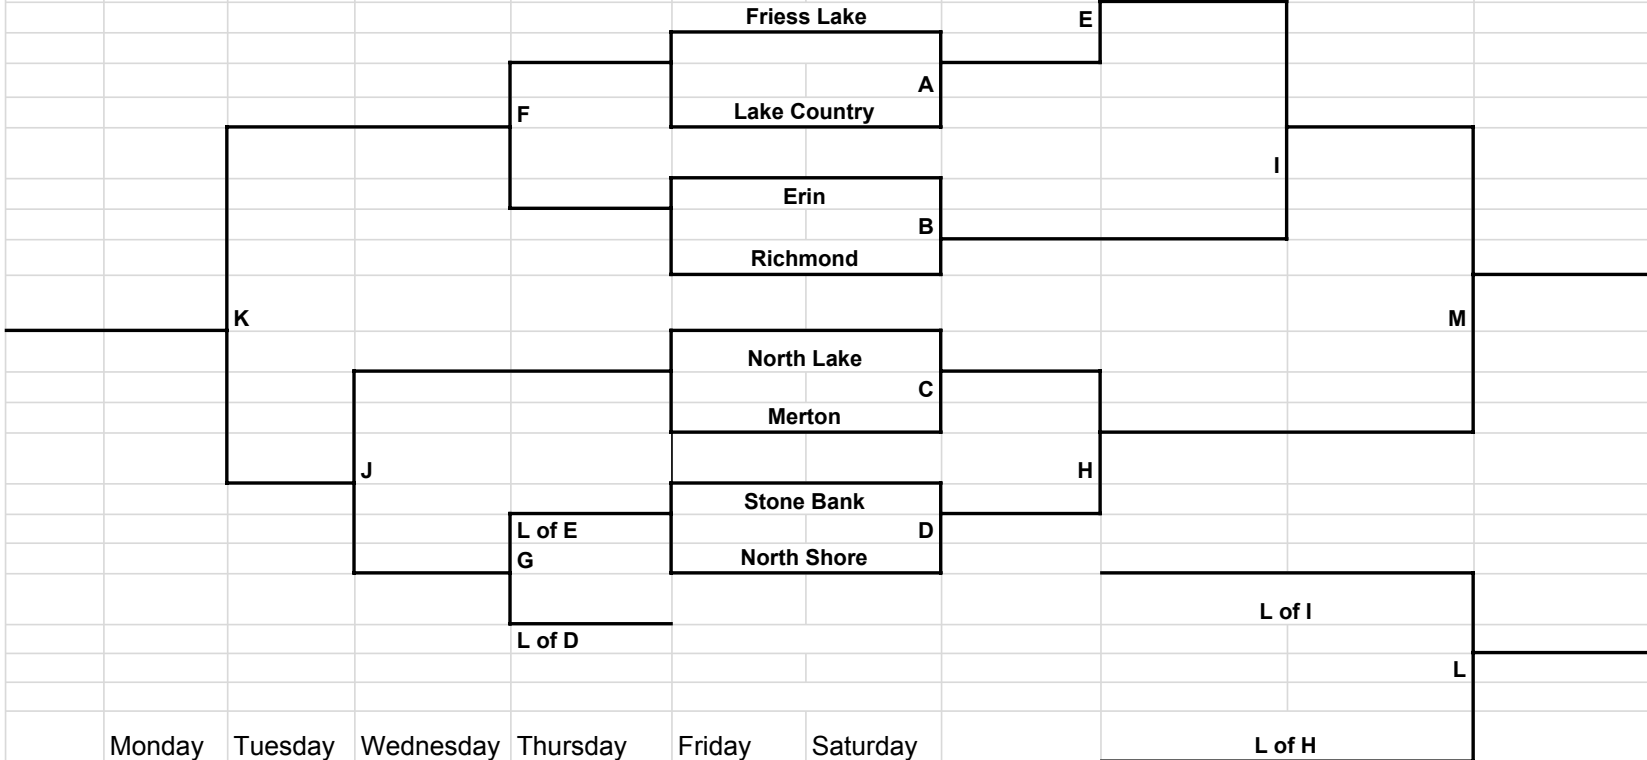 Friess Lake
E
A
F
Lake Country
I
Erin
B
Richmond
K
M
North Lake
C
Merton
J
H
Stone Bank
L of E
D
G
North Shore
L of I
L of D
L
Monday Tuesday Wednesday Thursday Friday Saturday
L of H